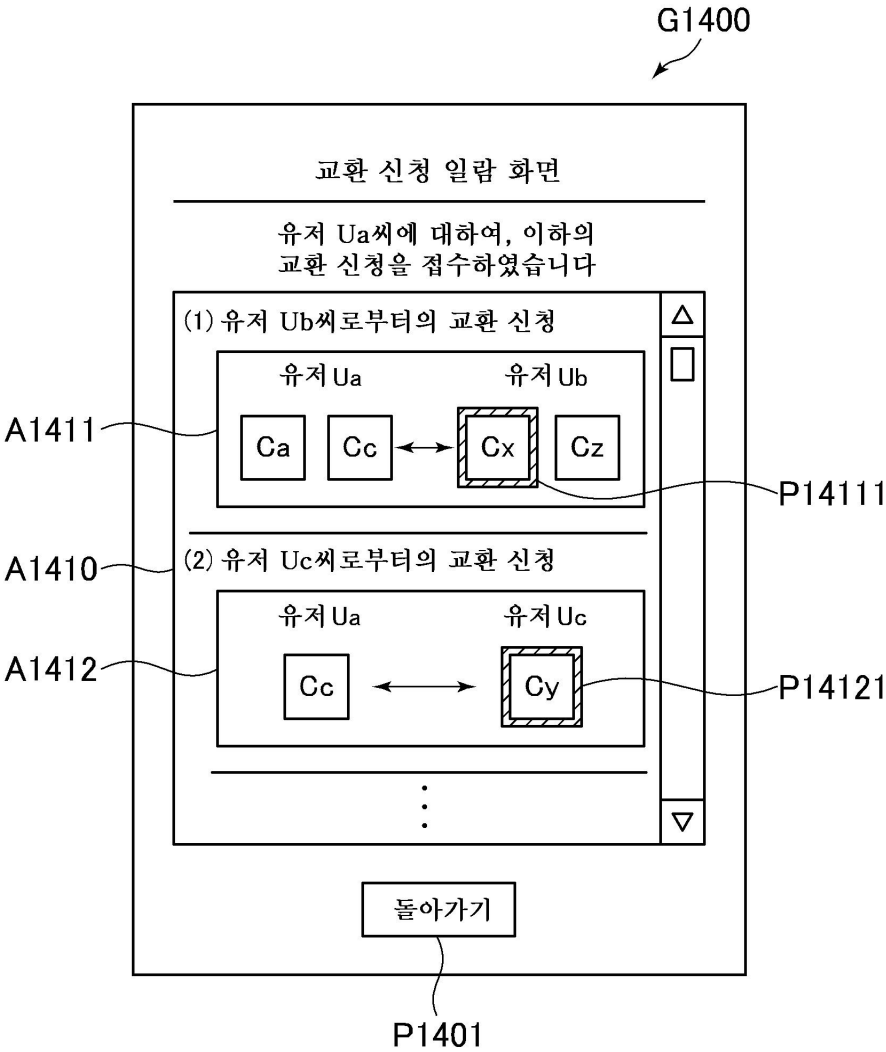 G1400
교환 신청 일람 화면
유저 Ua씨에 대하여, 이하의
교환 신청을 접수하였습니다
(1) 유저 Ub씨로부터의 교환 신청
유저 Ua 유저 Ub
A1411
Ca Cc Cx Cz
P14111
A1410
(2) 유저 Uc씨로부터의 교환 신청
유저 Ua 유저 Uc
A1412
Cc Cy
P14121
돌아가기
P1401